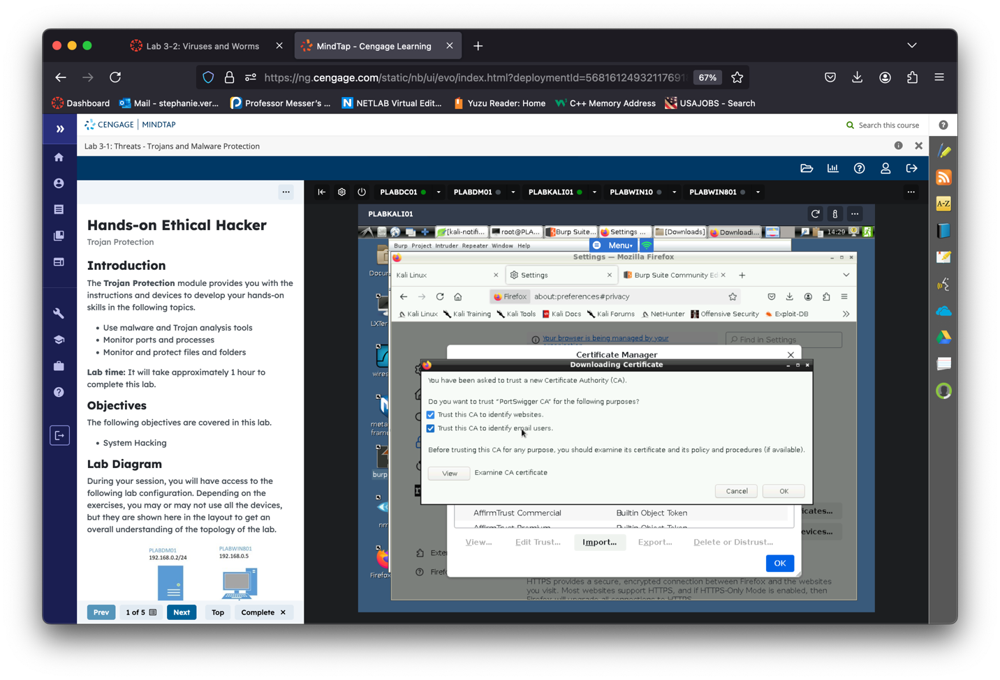 Lab 3-2: Viruses and Worms
MindTap - Cengage Learning
https://ng.cengage.com/static/nb/ui/evo/index.html?deploymentId=568161249321176918
67%
Dashboard
Mail - stephanie.ver...
Professor Messer's ...
NETLAB Virtual Edit...
Yuzu Reader: Home
C++ Memory Address
USAJOBS - Search
CENGAGE | MINDTAP
Search this course
Lab 3-1: Threats - Trojans and Malware Protection
PLABDC01
PLABDM01
PLABKALI01
PLABWIN10
PLABWIN801
Hands-on Ethical Hacker
Trojan Protection
Introduction
The Trojan Protection module provides you with the
instructions and devices to develop your hands-on
skills in the following topics.
• Use malware and Trojan analysis tools
• Monitor ports and processes
• Monitor and protect files and folders
Lab time: It will take approximately 1 hour to
complete this lab.
Objectives
The following objectives are covered in this lab.
• System Hacking
Lab Diagram
During your session, you will have access to the
following lab configuration. Depending on the
exercises, you may or may not use all the devices,
but they are shown here in the layout to get an
overall understanding of the topology of the lab.
PLABDM01
192.168.0.2/24
PLABWIN801
192.168.0.5
Prev
1 of 5
Next
Top
Complete
PLABKALI01
[kali-notifi...
root@PLA...
Burp Suite...
Settings ...
[Downloads]
Downloadi...
14:29
Burp Project Intruder Repeater Window Help
Menu
Settings — Mozilla Firefox
Kali Linux
Settings
Burp Suite Community Ed
Firefox
about:preferences#privacy
Kali Linux
Kali Training
Kali Tools
Kali Docs
Kali Forums
NetHunter
Offensive Security
Exploit-DB
Docum
LXTer
wires
meta
fram
burp
nm
Firefox
Your browser is being managed by your
Find in Settings
Certificate Manager
Downloading Certificate
You have been asked to trust a new Certificate Authority (CA).
Do you want to trust "PortSwigger CA" for the following purposes?
Trust this CA to identify websites.
Trust this CA to identify email users.
Before trusting this CA for any purpose, you should examine its certificate and its policy and procedures (if available).
View
Examine CA certificate
Cancel
OK
AffirmTrust Commercial
Builtin Object Token
AffirmTrust Premium
Builtin Object Token
View...
Edit Trust...
Import...
Export...
Delete or Distrust...
OK
icates...
evices...
Exter
Firef
HTTPS provides a secure, encrypted connection between Firefox and the websites
you visit. Most websites support HTTPS, and if HTTPS-Only Mode is enabled, then
Firefox will upgrade all connections to HTTPS.
A-Z